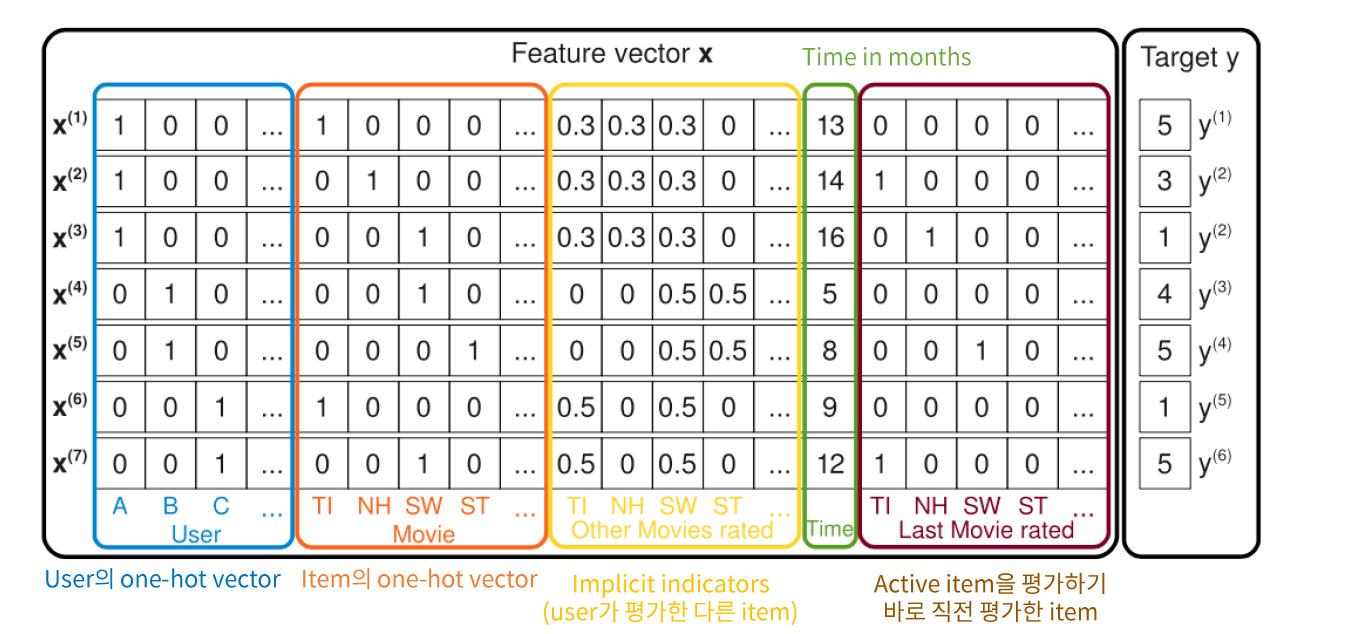 Feature vector x Time in months Target y
x(1) 1 0 0 ... 1 0 0 0 ... 0.3 0.3 0.3 0 ... 13 0 0 0 0 ... 5 y(1)
x(2) 1 0 0 ... 0 1 0 0 ... 0.3 0.3 0.3 0 ... 14 1 0 0 0 ... 3 y(2)
x(3) 1 0 0 ... 0 0 1 0 ... 0.3 0.3 0.3 0 ... 16 0 1 0 0 ... 1 y(2)
x(4) 0 1 0 ... 0 0 1 0 ... 0 0 0.5 0.5 ... 5 0 0 0 0 ... 4 y(3)
x(5) 0 1 0 ... 0 0 0 1 ... 0 0 0.5 0.5 ... 8 0 0 1 0 ... 5 y(4)
x(6) 0 0 1 ... 1 0 0 0 ... 0.5 0 0.5 0 ... 9 0 0 0 0 ... 1 y(5)
x(7) 0 0 1 ... 0 0 1 0 ... 0.5 0 0.5 0 ... 12 1 0 0 0 ... 5 y(6)
A B C ... TI NH SW ST ... TI NH SW ST ... TI NH SW ST ...
User Movie Other Movies rated Time Last Movie rated
User의 one-hot vector Item의 one-hot vector Implicit indicators Active item을 평가하기
(user가 평가한 다른 item) 바로 직전 평가한 item